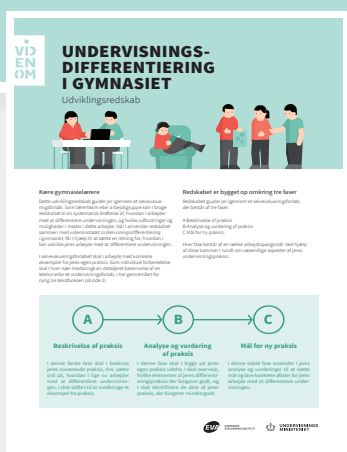 VID
EN
OM
UNDERVISNINGS-
DIFFERENTIERING
I GYMNASIET
Udviklingsredskab
Kære gymnasielærere
Dette udviklingsredskab guider jer igennem et selvevalue-
ringsforløb. Som lærerteam eller arbejdsgruppe kan I bruge
redskabet til en systematisk drøftelse af, hvordan I arbejder
med at differentiere undervisningen, og hvilke udfordringer og
muligheder I møder i dette arbejde. Når I anvender redskabet
sammen med vidensnotatet Undervisningsdifferentiering
i gymnasiet, får I hjælp til at sætte en retning for, hvordan I
kan udvikle jeres arbejde med at differentiere undervisningen.
I selvevalueringsforløbet skal I arbejde med konkrete
eksempler fra jeres egen praksis. Som individuel forberedelse
skal I hver især medbringe en detaljeret beskrivelse af en
lektion eller et undervisningsforløb, I har gennemført for
nylig (se tekstboksen på side 2).
Redskabet er bygget op omkring tre faser
Redskabet guider jer igennem et selvevalueringsforløb,
der består af tre faser:
A Beskrivelse af praksis
B Analyse og vurdering af praksis
C Mål for ny praksis.
Hver fase består af en række arbejdsspørgsmål. Ved hjælp
af disse kommer I rundt om væsentlige aspekter af jeres
undervisningspraksis.
A
B
C
Beskrivelse af praksis
I denne første fase skal I beskrive
jeres nuværende praksis, dvs. sætte
ord på, hvordan I lige nu arbejder
med at differentiere undervisnin-
gen. I skal skiftes til at medbringe et
eksempel fra praksis.
Analyse og vurdering
af praksis
I denne fase skal I kigge på jeres
egen praksis udefra. I skal overveje,
hvilke elementer af jeres differenti-
eringspraksis der fungerer godt, og
I skal identificere de dele af jeres
praksis, der fungerer mindre godt.
Mål for ny praksis
I denne sidste fase anvender I jeres
analyse og vurderinger til at sætte
mål og lave konkrete aftaler for jeres
arbejde med at differentiere under-
visningen.
EVA
DANMARKS
EVALUERINGSINSTITUT
UNDERVISNINGS
MINISTERIET